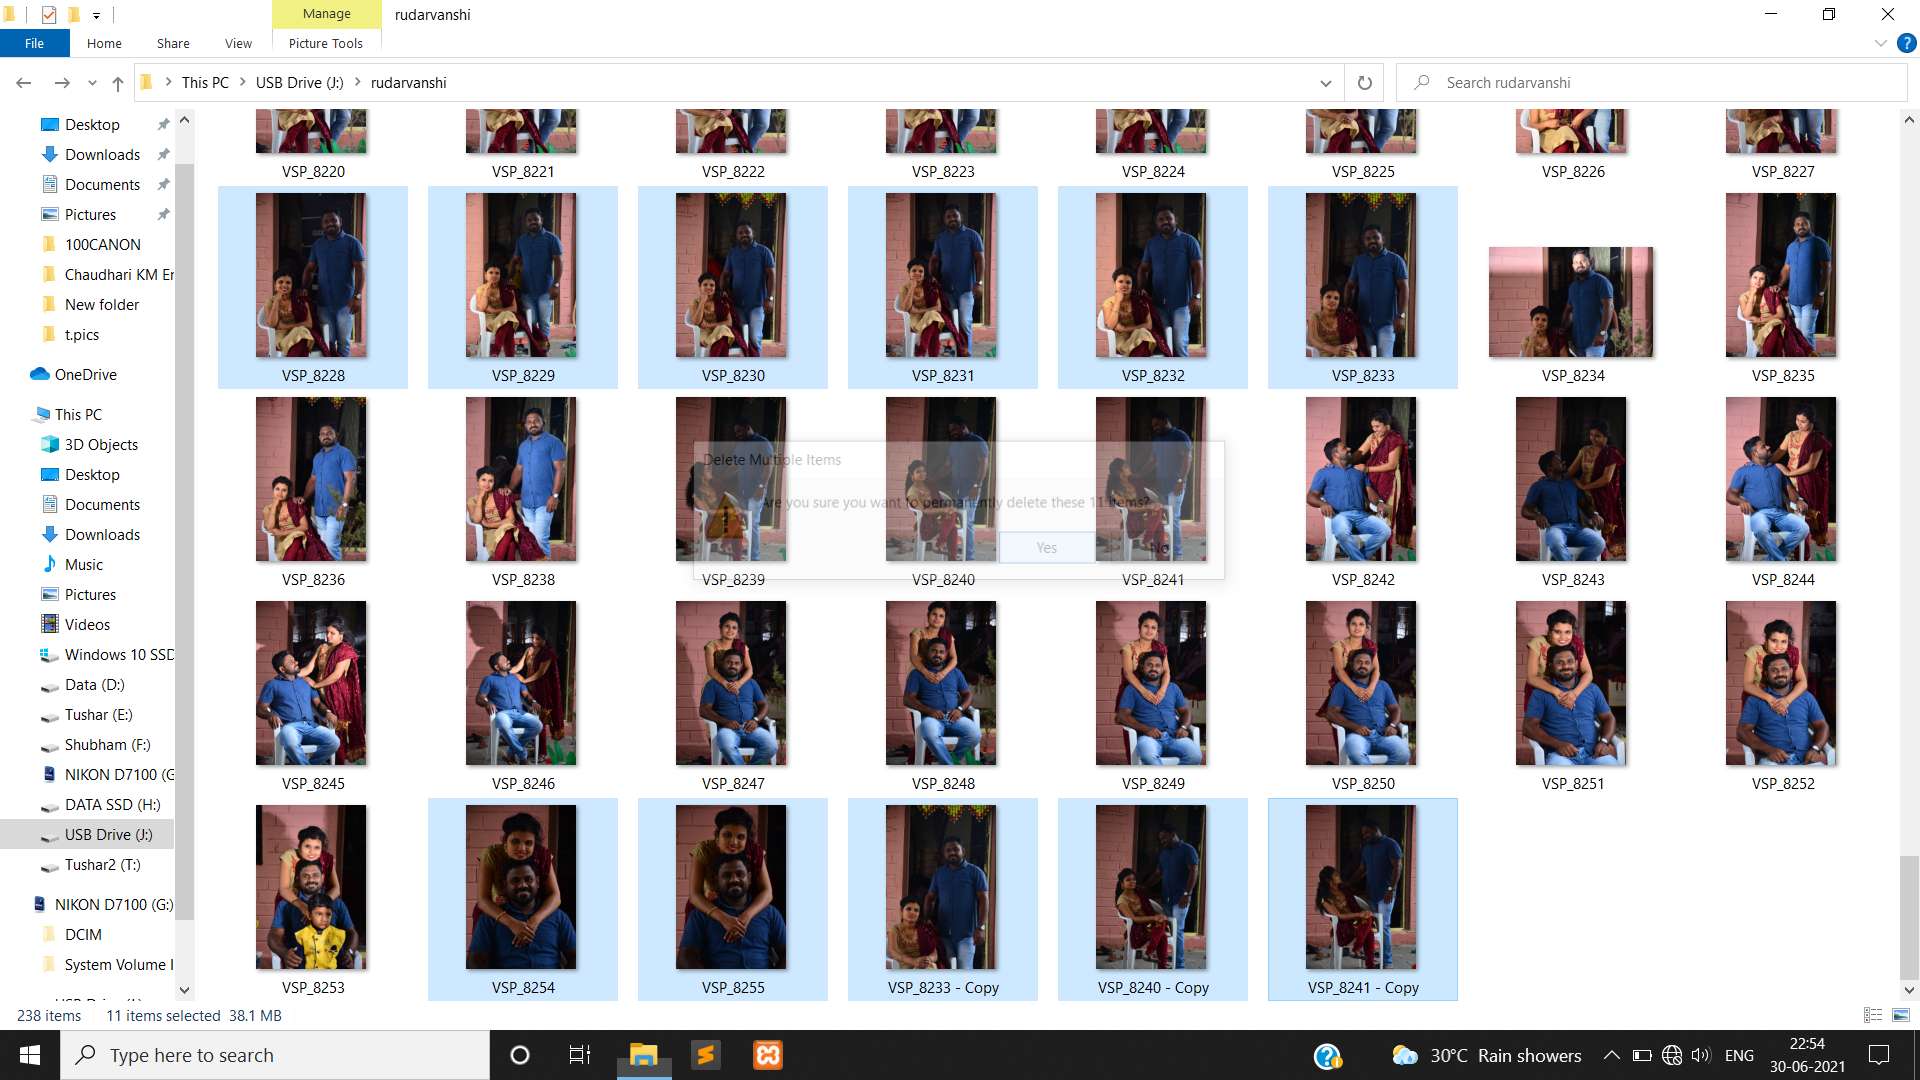 Manage
rudarvanshi
File
Home
Share
View
Picture Tools
?
This PC
USB Drive (J:)
rudarvanshi
Search rudarvanshi
Desktop
Downloads
Documents
Pictures
100CANON
Chaudhari KM Er
New folder
t.pics
OneDrive
This PC
3D Objects
Desktop
Documents
Downloads
Music
Pictures
Videos
Windows 10 SSD
Data (D:)
Tushar (E:)
Shubham (F:)
NIKON D7100 (G
DATA SSD (H:)
USB Drive (J:)
Tushar2 (T:)
NIKON D7100 (G:)
DCIM
System Volume I
VSP_8220 VSP_8221 VSP_8222 VSP_8223 VSP_8224 VSP_8225 VSP_8226 VSP_8227
VSP_8228 VSP_8229 VSP_8230 VSP_8231 VSP_8232 VSP_8233 VSP_8234 VSP_8235
Delete Multiple Items
Are you sure you want to permanently delete these 11 items?
Yes
No
VSP_8236 VSP_8238 VSP_8239 VSP_8240 VSP_8241 VSP_8242 VSP_8243 VSP_8244
VSP_8245 VSP_8246 VSP_8247 VSP_8248 VSP_8249 VSP_8250 VSP_8251 VSP_8252
VSP_8253 VSP_8254 VSP_8255 VSP_8233 - Copy VSP_8240 - Copy VSP_8241 - Copy
238 items 11 items selected 38.1 MB
Type here to search
30°C Rain showers
ENG
22:54
30-06-2021